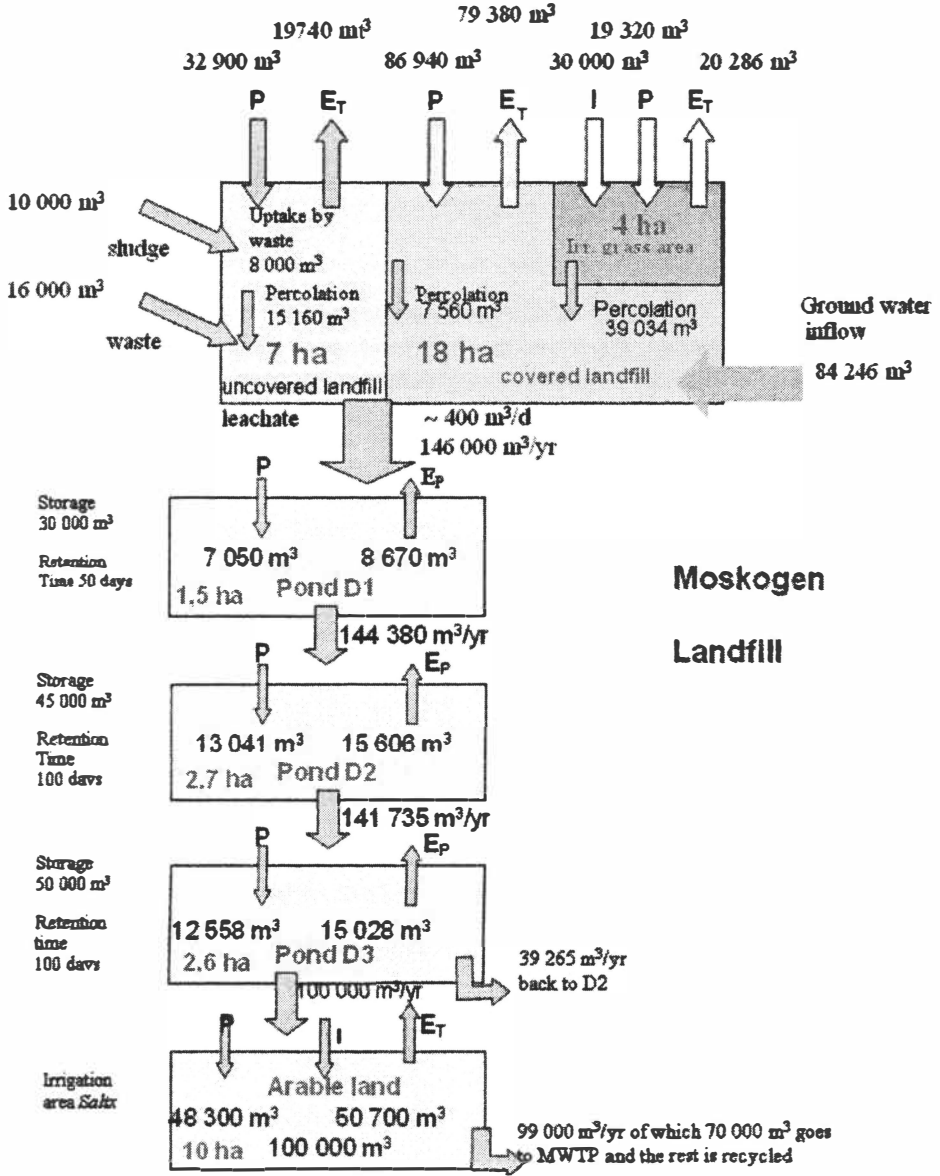 79 380 m³
19740 mt³ 19 320 m³
32 900 m³ 86 940 m³ 30 000 m³ 20 286 m³
P E_T P E_T I P E_T
10 000 m³
sludge
16 000 m³
waste
Uptake by
waste
8 000 m³
Percolation
15 160 m³
7 ha
uncovered landfill
Percolation
7 560 m³
18 ha
covered landfill
4 ha
Irr. grass area
Percolation
39 034 m³
Ground water
inflow
84 246 m³
leachate
~ 400 m³/d
146 000 m³/yr
P E_P
Storage
30 000 m³
Retention
Time 50 days
7 050 m³ 8 670 m³
1,5 ha Pond D1
144 380 m³/yr
Moskogen
Landfill
P E_P
Storage
45 000 m³
Retention
Time
100 days
13 041 m³ 15 606 m³
2,7 ha Pond D2
141 735 m³/yr
P E_P
Storage
50 000 m³
Retention
time
100 days
12 558 m³ 15 028 m³
2,6 ha Pond D3
39 265 m³/yr
back to D2
100 000 m³/yr
P I E_T
Irrigation
area Salix
Arable land
48 300 m³ 50 700 m³
10 ha 100 000 m³
99 000 m³/yr of which 70 000 m³ goes
to MWTP and the rest is recycled